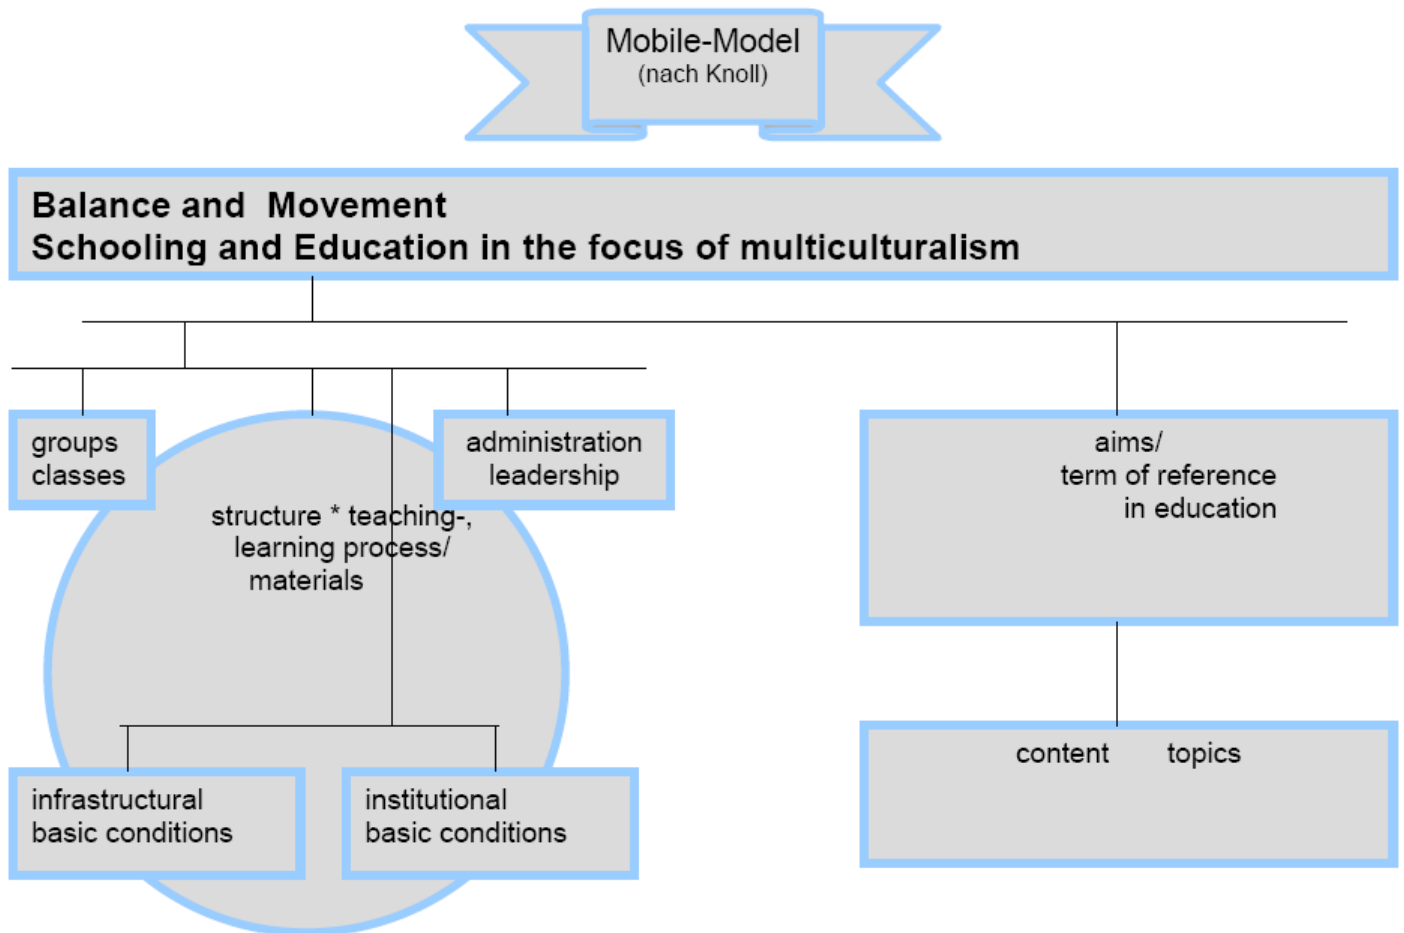 Mobile-Model
(nach Knoll)
Balance and  Movement
Schooling and Education in the focus of multiculturalism
groups
classes
administration
leadership
structure * teaching-,
learning process/
materials
aims/
term of reference
in education
infrastructural
basic conditions
institutional
basic conditions
content topics